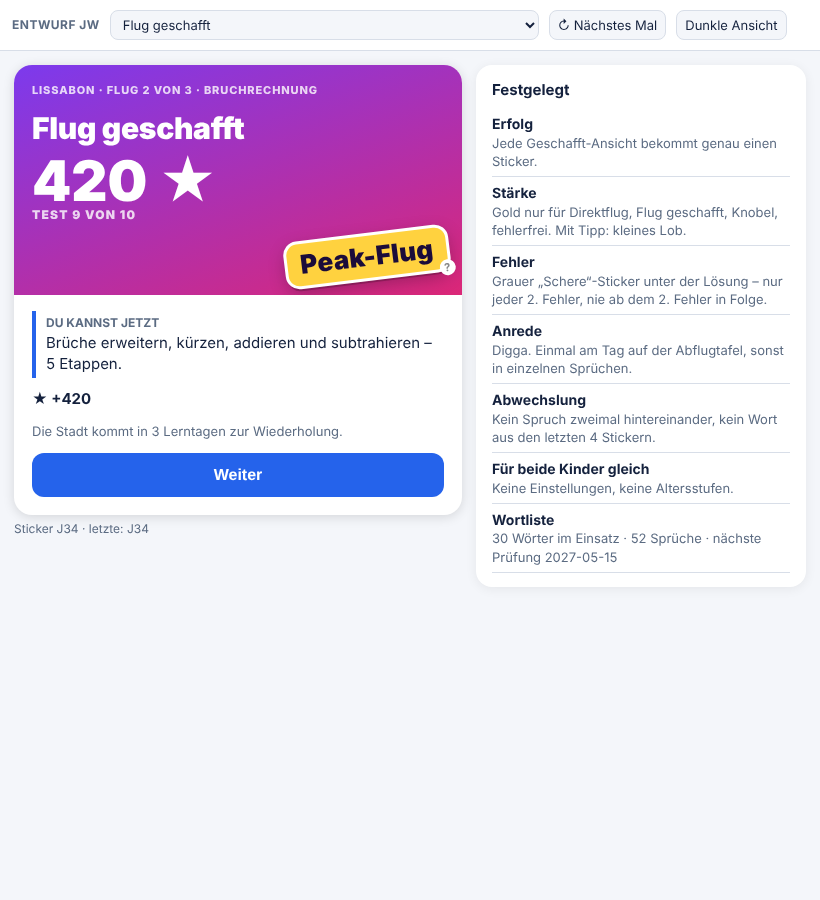 ENTWURF JW
Flug geschafft
↻ Nächstes Mal
Dunkle Ansicht
LISSABON · FLUG 2 VON 3 · BRUCHRECHNUNG
Flug geschafft
420 ★
TEST 9 VON 10
Peak-Flug
?
DU KANNST JETZT
Brüche erweitern, kürzen, addieren und subtrahieren –
5 Etappen.
★ +420
Die Stadt kommt in 3 Lerntagen zur Wiederholung.
Weiter
Sticker J34 · letzte: J34
Festgelegt
Erfolg
Jede Geschafft-Ansicht bekommt genau einen
Sticker.
Stärke
Gold nur für Direktflug, Flug geschafft, Knobel,
fehlerfrei. Mit Tipp: kleines Lob.
Fehler
Grauer „Schere“-Sticker unter der Lösung – nur
jeder 2. Fehler, nie ab dem 2. Fehler in Folge.
Anrede
Digga. Einmal am Tag auf der Abflugtafel, sonst
in einzelnen Sprüchen.
Abwechslung
Kein Spruch zweimal hintereinander, kein Wort
aus den letzten 4 Stickern.
Für beide Kinder gleich
Keine Einstellungen, keine Altersstufen.
Wortliste
30 Wörter im Einsatz · 52 Sprüche · nächste
Prüfung 2027-05-15